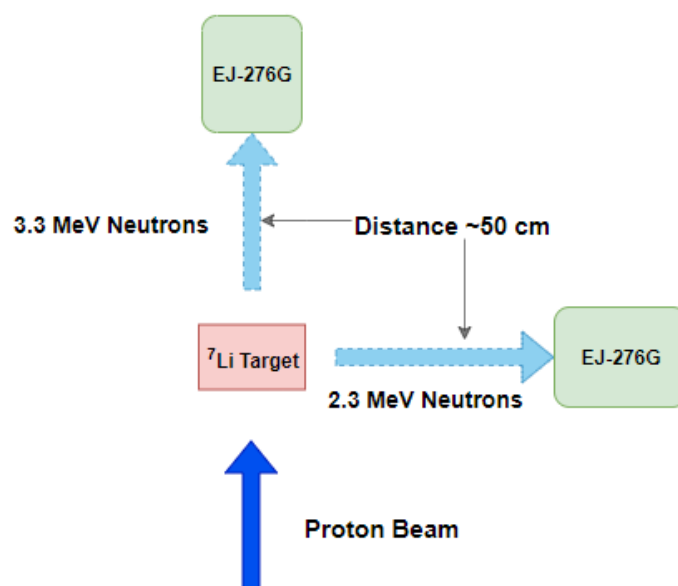 EJ-276G
3.3 MeV Neutrons
Distance ~50 cm
⁷Li Target
EJ-276G
2.3 MeV Neutrons
Proton Beam